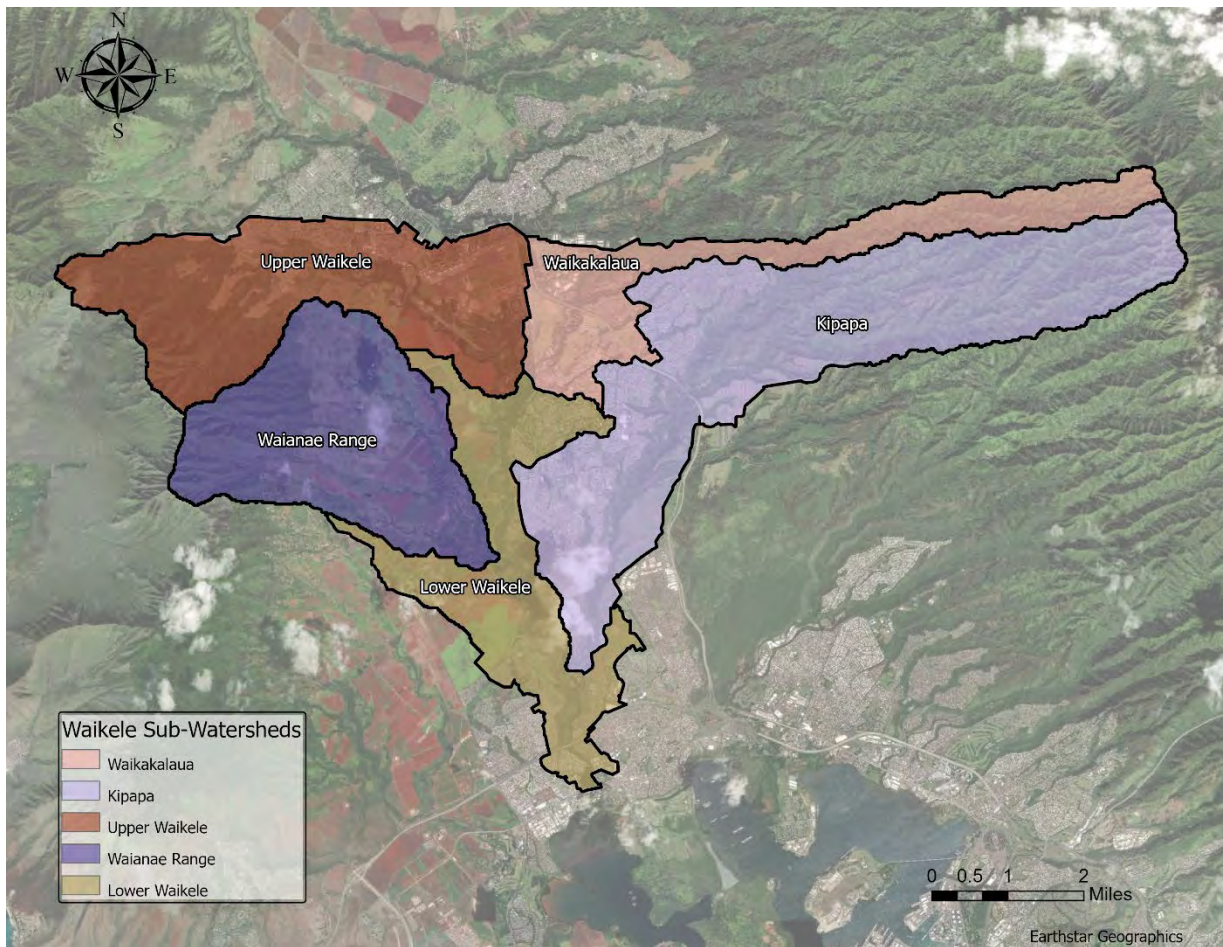 N
W E
S
Upper Waikele
Waikakalaua
Kipapa
Waianae Range
Lower Waikele
Waikele Sub-Watersheds
Waikakalaua
Kipapa
Upper Waikele
Waianae Range
Lower Waikele
0 0.5 1 2
Miles
Earthstar Geographics